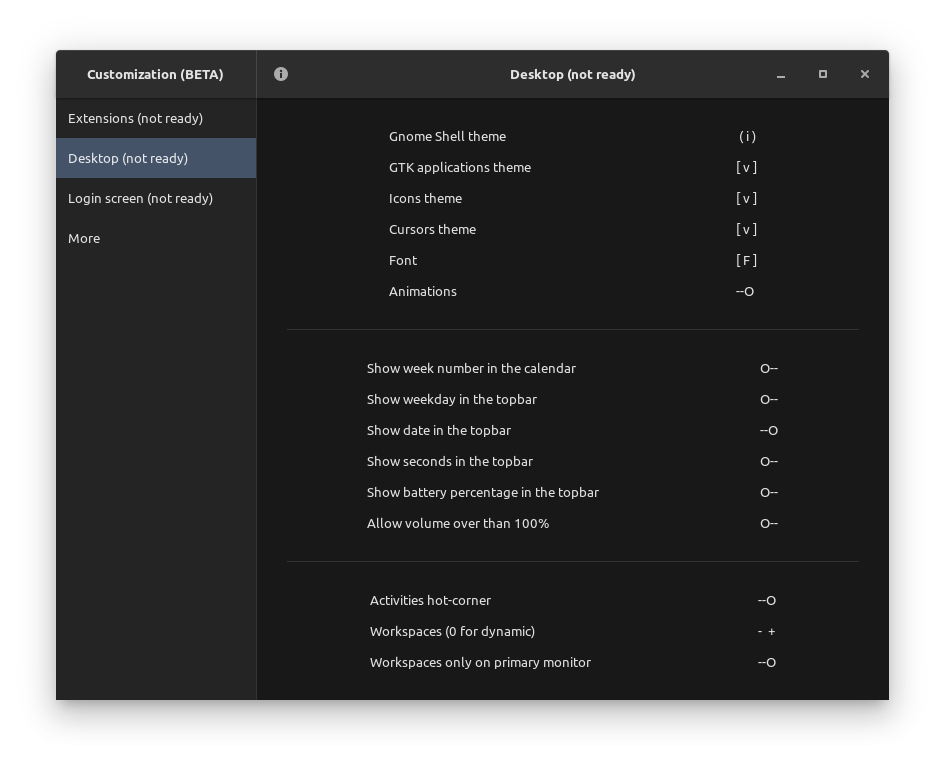 Customization (BETA)
Desktop (not ready)
Extensions (not ready)
Desktop (not ready)
Login screen (not ready)
More
Gnome Shell theme ( i )
GTK applications theme [ v ]
Icons theme [ v ]
Cursors theme [ v ]
Font [ F ]
Animations --O
Show week number in the calendar O--
Show weekday in the topbar O--
Show date in the topbar --O
Show seconds in the topbar O--
Show battery percentage in the topbar O--
Allow volume over than 100% O--
Activities hot-corner --O
Workspaces (0 for dynamic) - +
Workspaces only on primary monitor --O